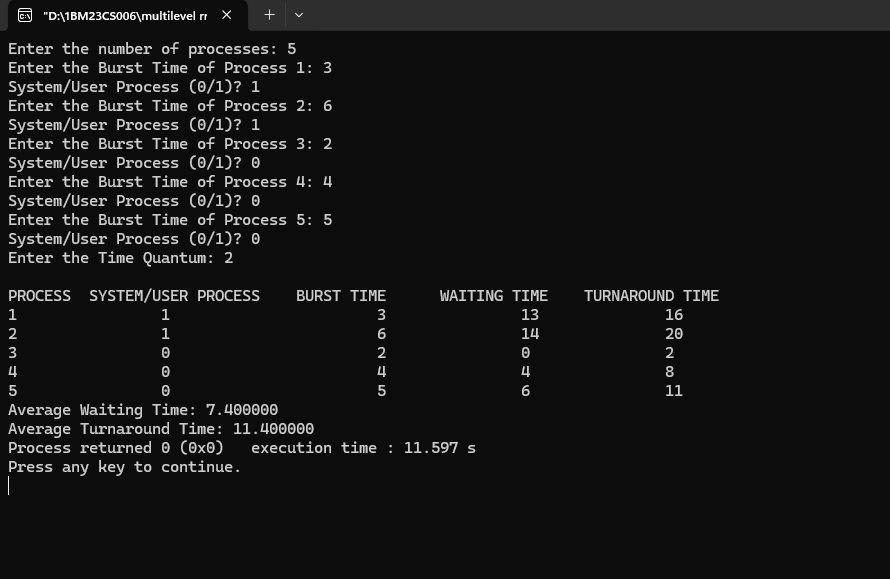 "D:\1BM23CS006\multilevel rr
Enter the number of processes: 5
Enter the Burst Time of Process 1: 3
System/User Process (0/1)? 1
Enter the Burst Time of Process 2: 6
System/User Process (0/1)? 1
Enter the Burst Time of Process 3: 2
System/User Process (0/1)? 0
Enter the Burst Time of Process 4: 4
System/User Process (0/1)? 0
Enter the Burst Time of Process 5: 5
System/User Process (0/1)? 0
Enter the Time Quantum: 2
PROCESS  SYSTEM/USER PROCESS    BURST TIME      WAITING TIME    TURNAROUND TIME
1                1                       3               13              16
2                1                       6               14              20
3                0                       2               0               2
4                0                       4               4               8
5                0                       5               6               11
Average Waiting Time: 7.400000
Average Turnaround Time: 11.400000
Process returned 0 (0x0)   execution time : 11.597 s
Press any key to continue.